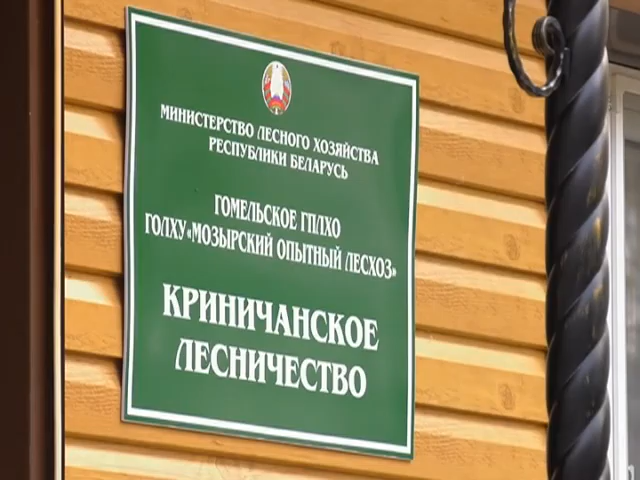 МИНИСТЕРСТВО ЛЕСНОГО ХОЗЯЙСТВА
РЕСПУБЛИКИ БЕЛАРУСЬ
ГОМЕЛЬСКОЕ ГПЛХО
ГОЛХУ «МОЗЫРСКИЙ ОПЫТНЫЙ ЛЕСХОЗ»
КРИНИЧАНСКОЕ
ЛЕСНИЧЕСТВО